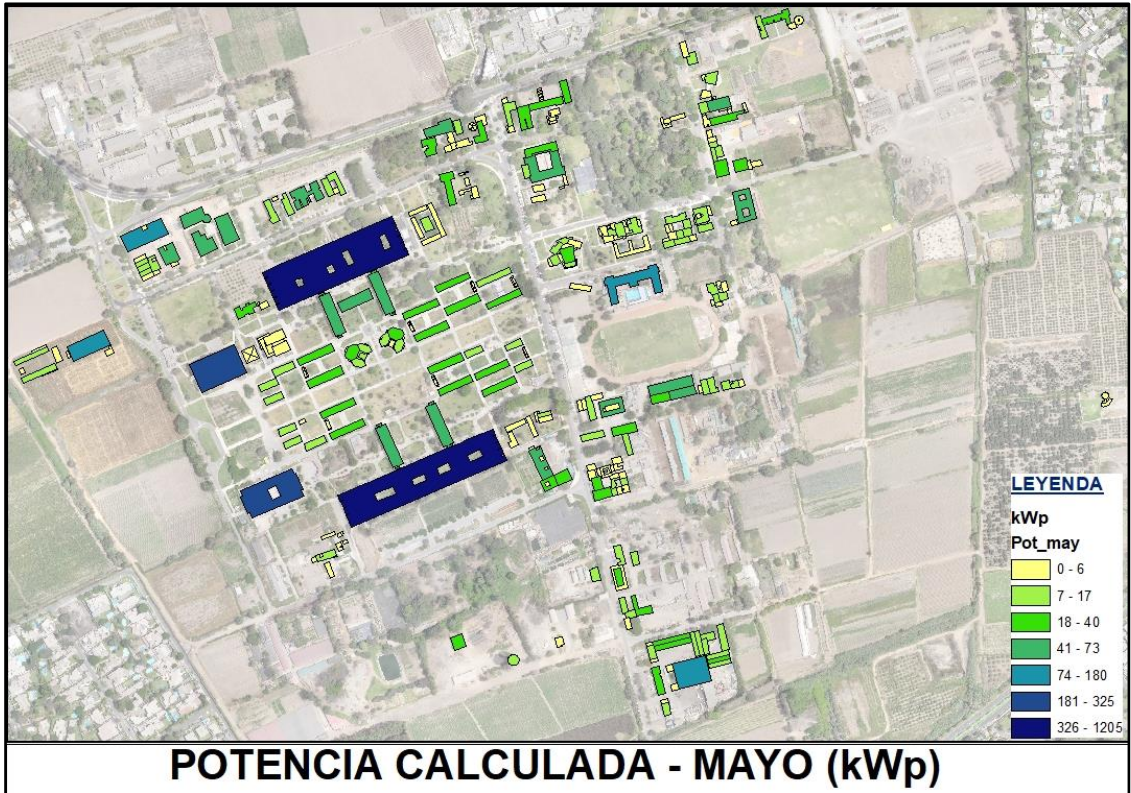 LEYENDA
kWp
Pot_may
0 - 6
7 - 17
18 - 40
41 - 73
74 - 180
181 - 325
326 - 1205
POTENCIA CALCULADA - MAYO (kWp)